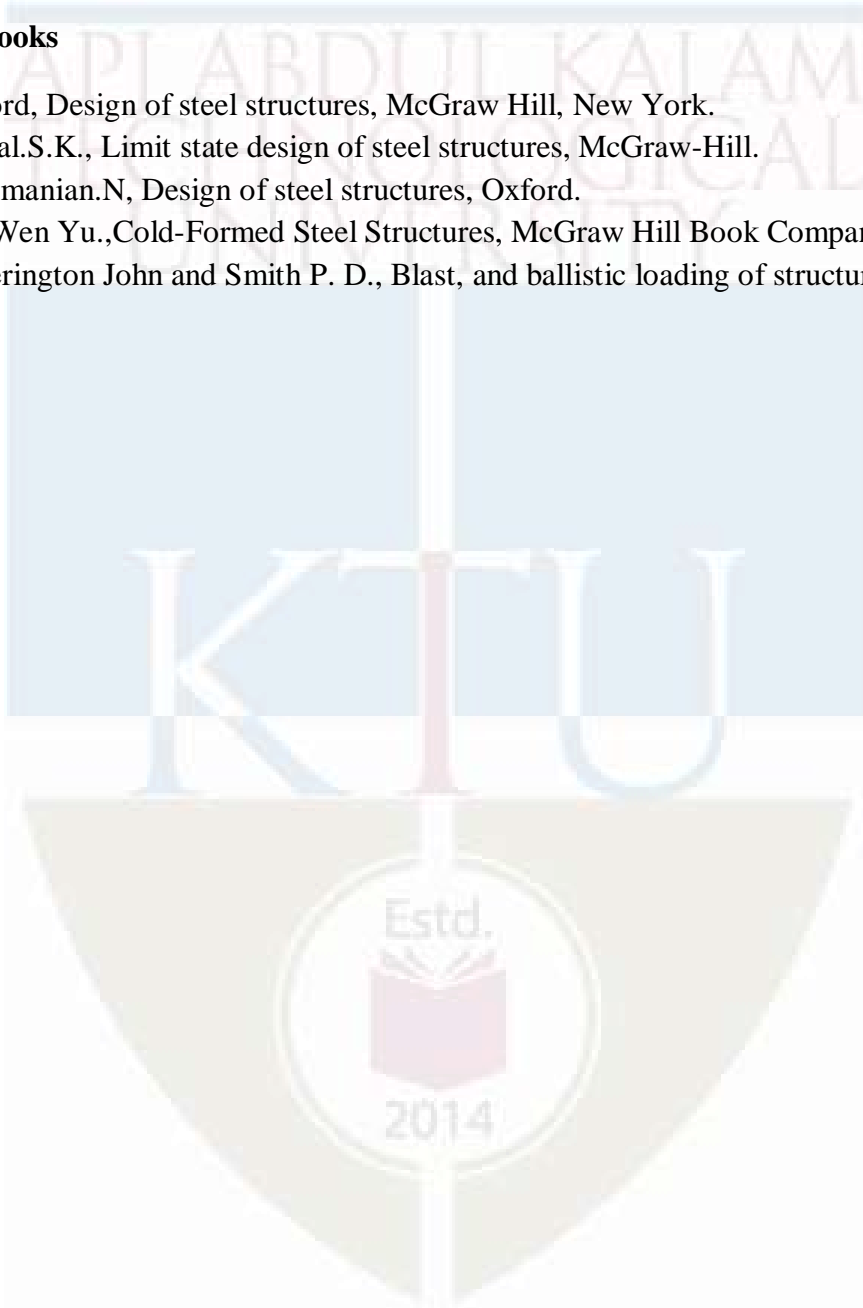 ooks
API ABDUL KALAM
TECHNOLOGICAL
UNIVERSITY
ord, Design of steel structures, McGraw Hill, New York.
al.S.K., Limit state design of steel structures, McGraw-Hill.
manian.N, Design of steel structures, Oxford.
Wen Yu.,Cold-Formed Steel Structures, McGraw Hill Book Compar
erington John and Smith P. D., Blast, and ballistic loading of structur
KTU
Estd.
2014